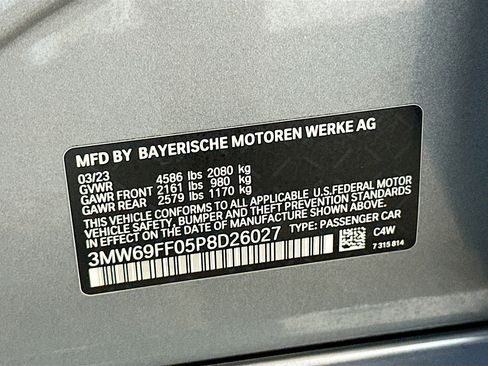 MFD BY BAYERISCHE MOTOREN WERKE AG
03/23
GVWR 4586 lbs 2080 kg
GAWR FRONT 2161 lbs 980 kg
GAWR REAR 2579 lbs 1170 kg
THIS VEHICLE CONFORMS TO ALL APPLICABLE U.S.FEDERAL MOTOR
VEHICLE SAFETY, BUMPER AND THEFT PREVENTION STANDARDS
IN EFFECT ON THE DATE OF MANUFACTURE SHOWN ABOVE.
3MW69FF05P8D26027 TYPE: PASSENGER CAR
C4W
7 315 814